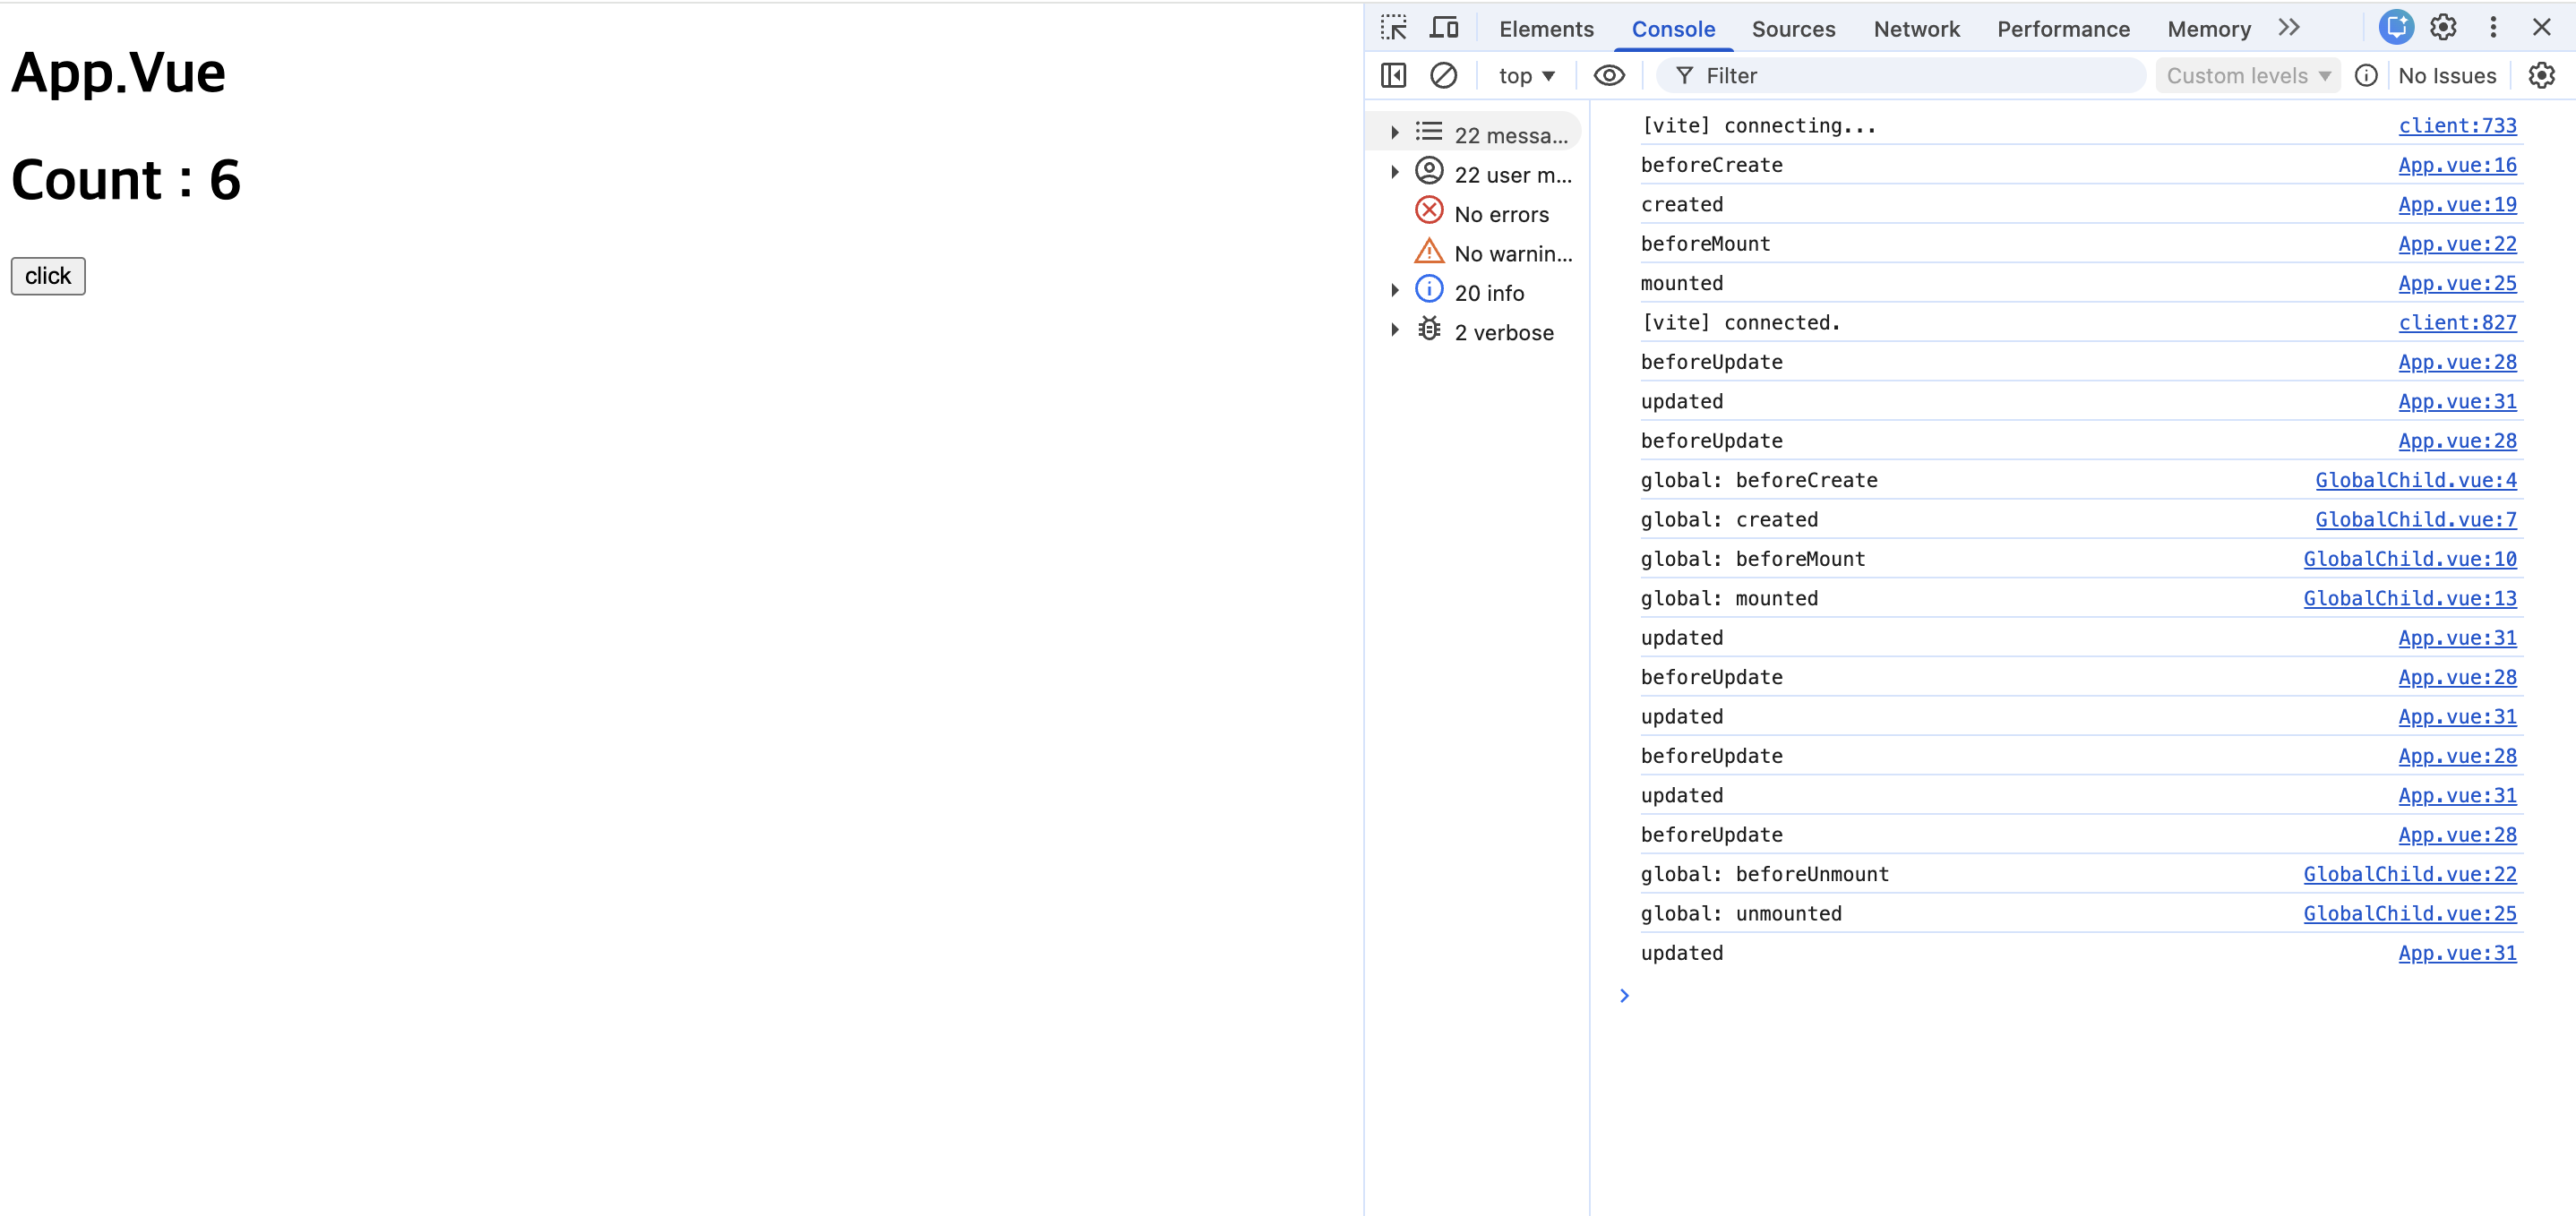 App.Vue
Count : 6
click
Elements Console Sources Network Performance Memory
top Filter Custom levels No Issues
22 messa...
22 user m...
No errors
No warnin...
20 info
2 verbose
[vite] connecting... client:733
beforeCreate App.vue:16
created App.vue:19
beforeMount App.vue:22
mounted App.vue:25
[vite] connected. client:827
beforeUpdate App.vue:28
updated App.vue:31
beforeUpdate App.vue:28
global: beforeCreate GlobalChild.vue:4
global: created GlobalChild.vue:7
global: beforeMount GlobalChild.vue:10
global: mounted GlobalChild.vue:13
updated App.vue:31
beforeUpdate App.vue:28
updated App.vue:31
beforeUpdate App.vue:28
updated App.vue:31
beforeUpdate App.vue:28
global: beforeUnmount GlobalChild.vue:22
global: unmounted GlobalChild.vue:25
updated App.vue:31